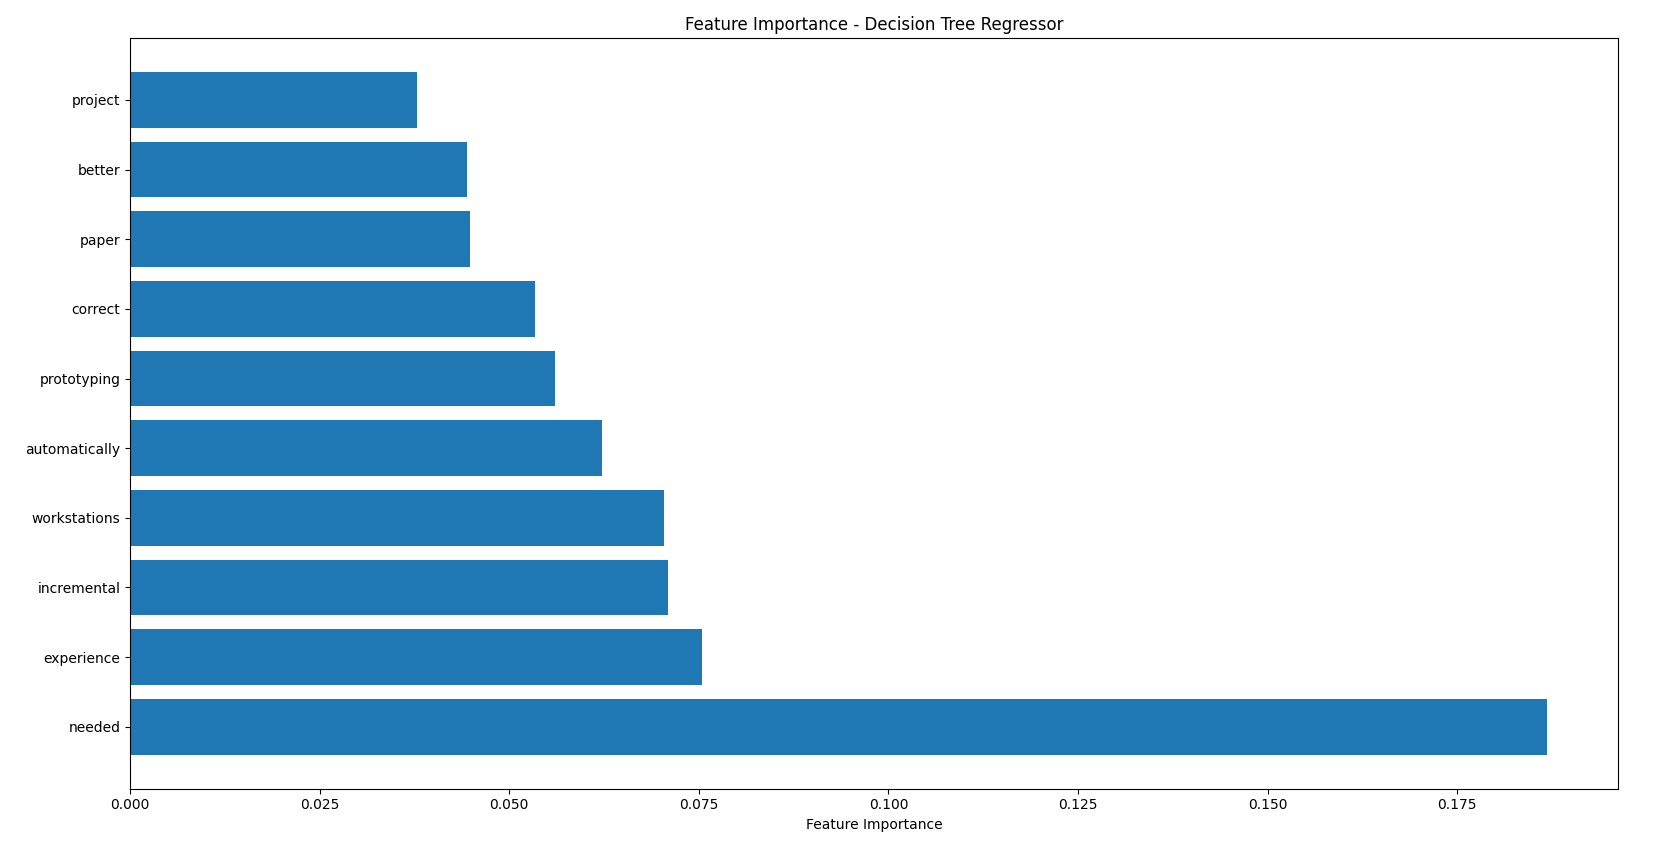 Feature Importance - Decision Tree Regressor
project
better
paper
correct
prototyping
automatically
workstations
incremental
experience
needed
0.000 0.025 0.050 0.075 0.100 0.125 0.150 0.175
Feature Importance